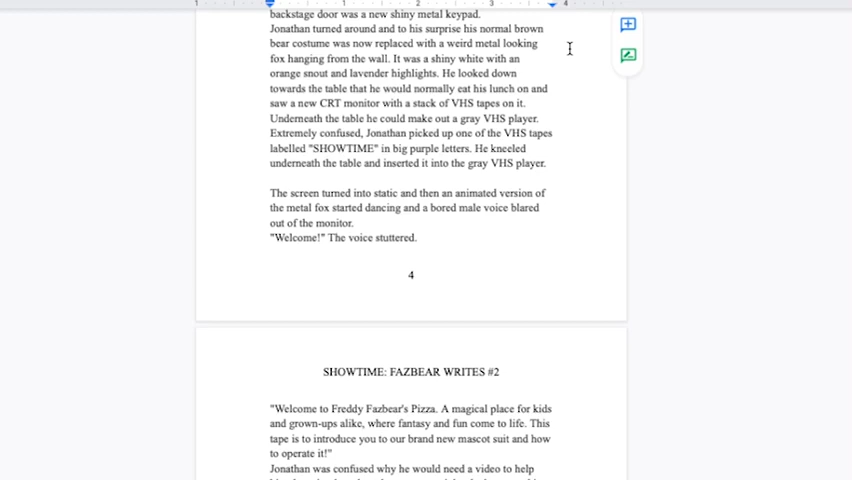 1 1 2 3 4
backstage door was a new shiny metal keypad.
Jonathan turned around and to his surprise his normal brown
bear costume was now replaced with a weird metal looking
fox hanging from the wall. It was a shiny white with an
orange snout and lavender highlights. He looked down
towards the table that he would normally eat his lunch on and
saw a new CRT monitor with a stack of VHS tapes on it.
Underneath the table he could make out a gray VHS player.
Extremely confused, Jonathan picked up one of the VHS tapes
labelled "SHOWTIME" in big purple letters. He kneeled
underneath the table and inserted it into the gray VHS player.
The screen turned into static and then an animated version of
the metal fox started dancing and a bored male voice blared
out of the monitor.
"Welcome!" The voice stuttered.
4
SHOWTIME: FAZBEAR WRITES #2
"Welcome to Freddy Fazbear's Pizza. A magical place for kids
and grown-ups alike, where fantasy and fun come to life. This
tape is to introduce you to our brand new mascot suit and how
to operate it!"
Jonathan was confused why he would need a video to help